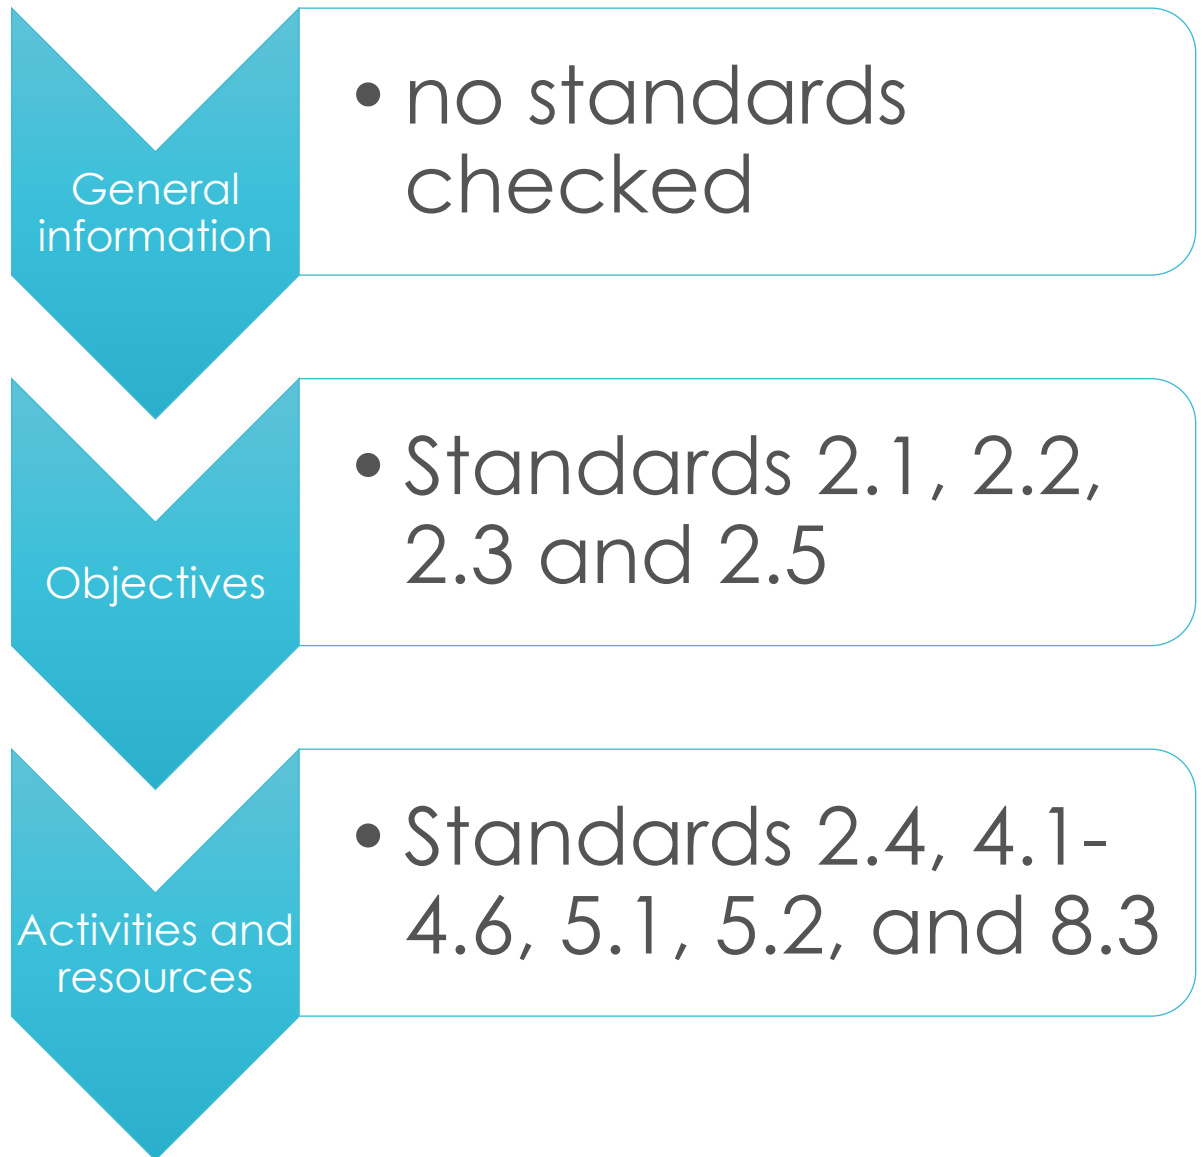 General
information
• no standards
checked
Objectives
• Standards 2.1, 2.2,
2.3 and 2.5
Activities and
resources
• Standards 2.4, 4.1-
4.6, 5.1, 5.2, and 8.3